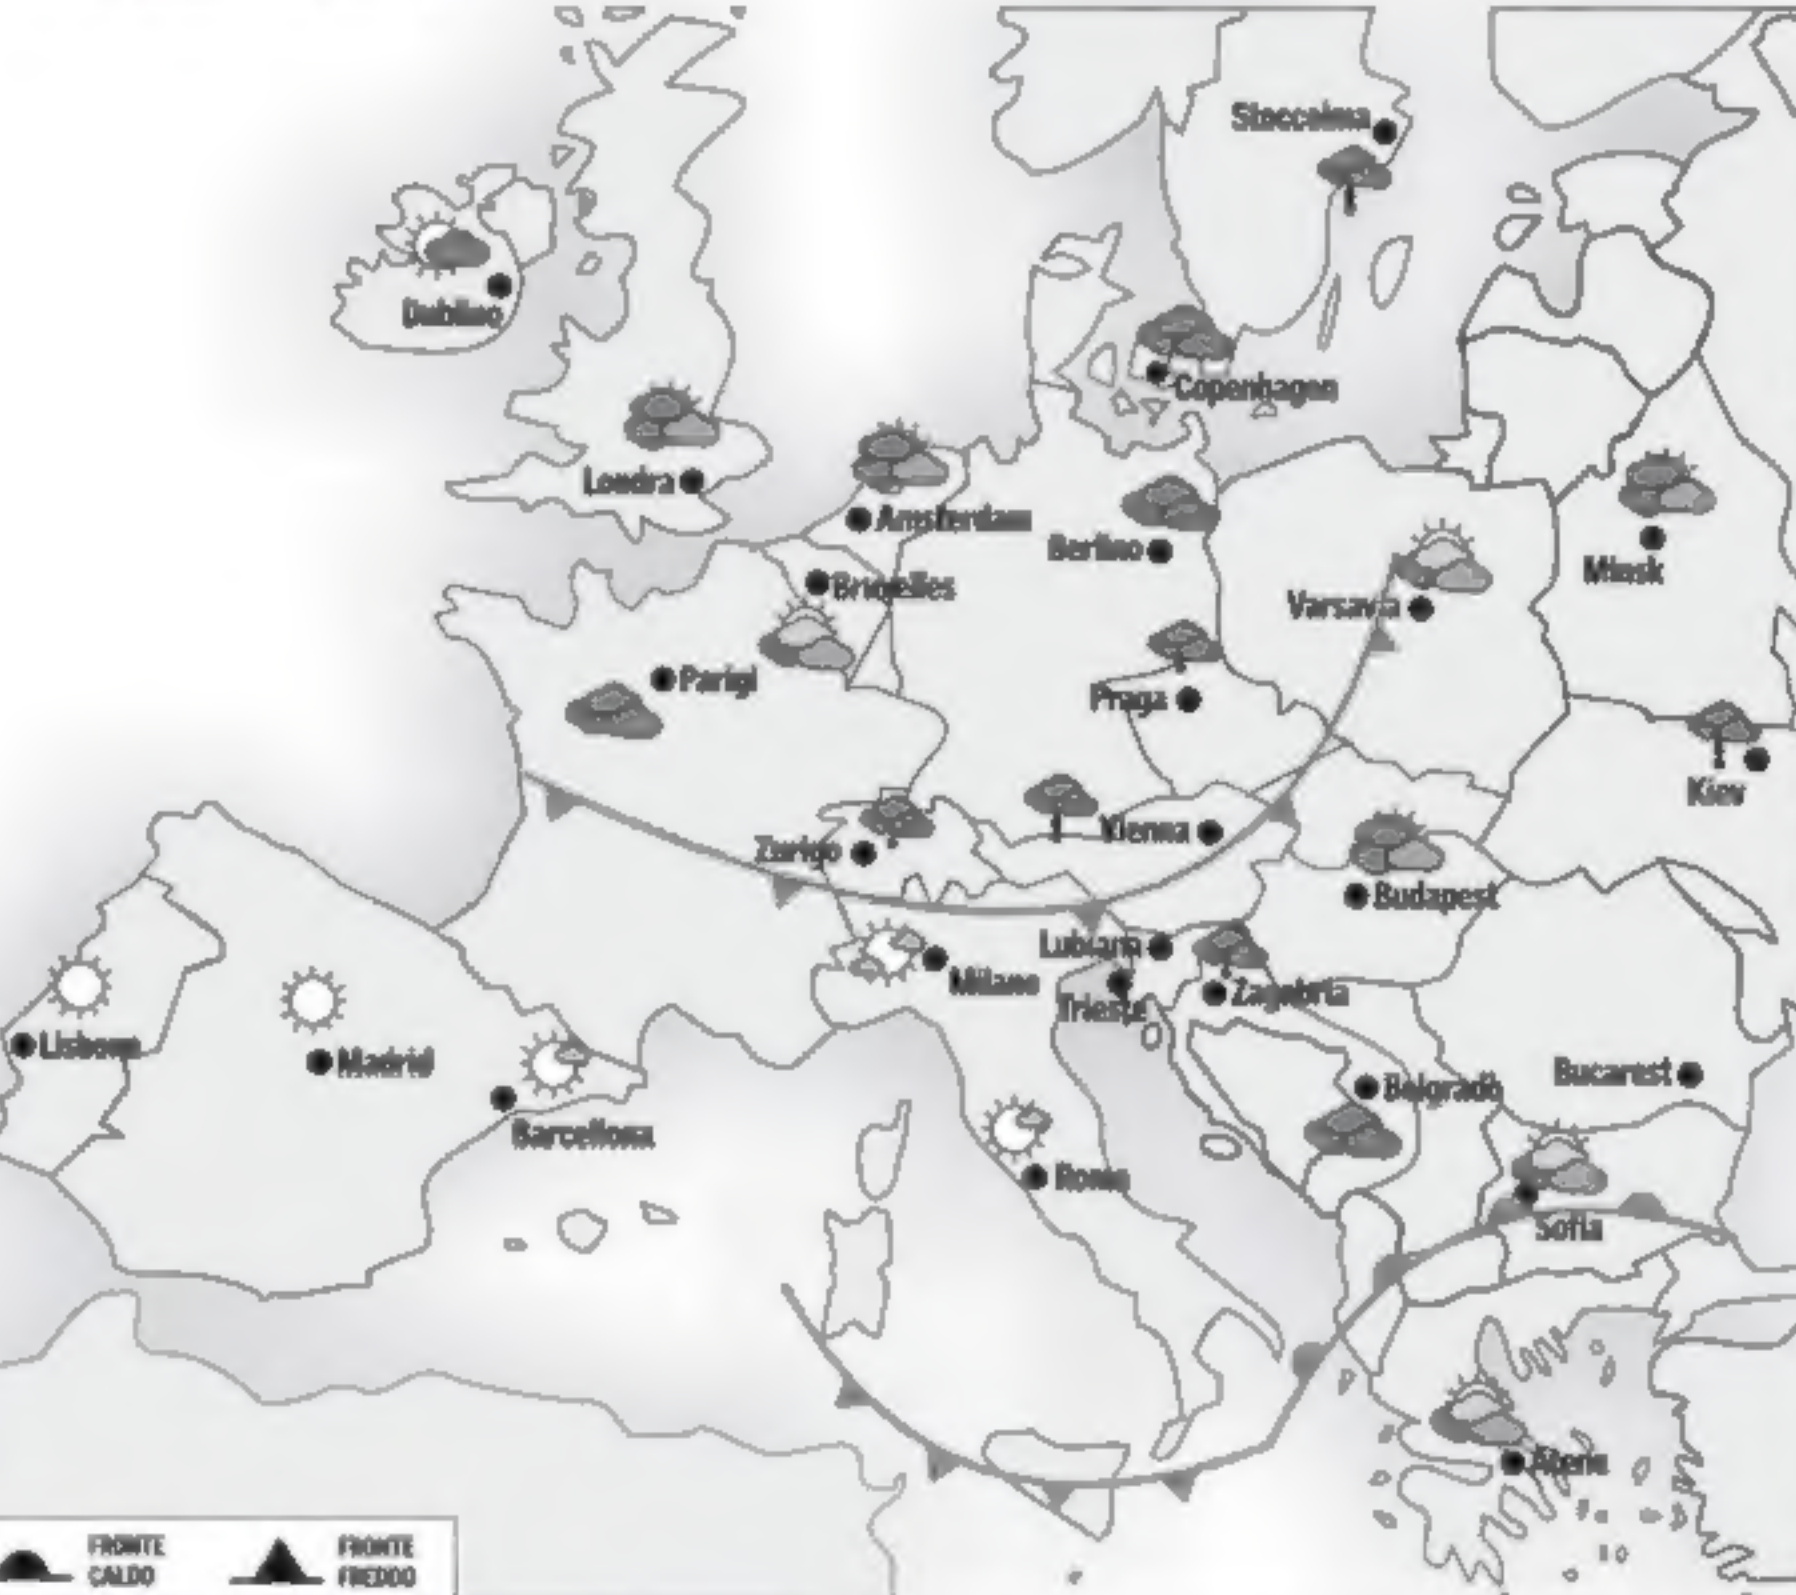 Stoccolma
Dublino
Copenhagen
Londra
Amsterdam
Berlino
Minsk
Bruxelles
Varsavia
Parigi
Praga
Kiev
Vienna
Zurigo
Budapest
Lubiana
Milano
Trieste
Zagabria
Lisbona
Madrid
Bucarest
Belgrado
Barcellona
Roma
Sofia
Atene
FRONTE
CALDO
FRONTE
FREDDO